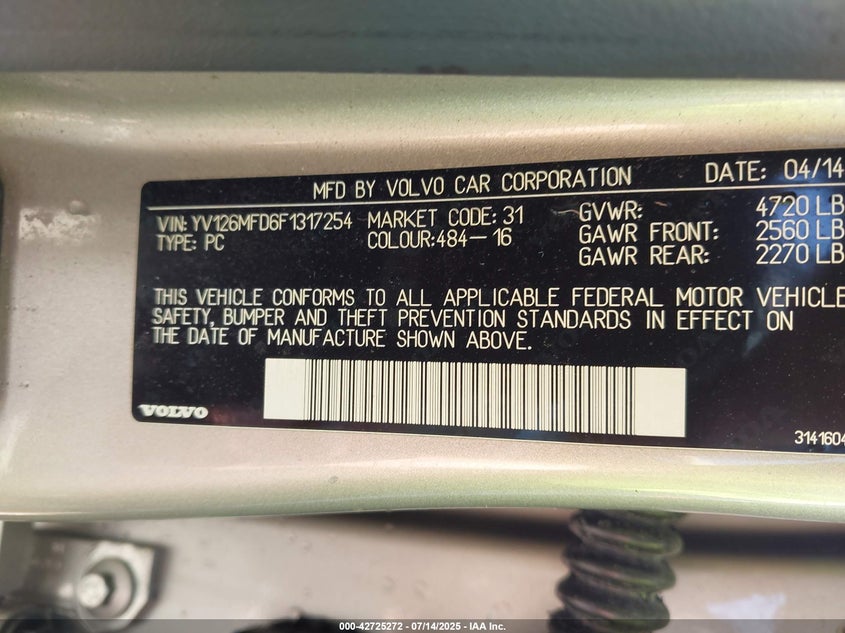 MFD BY VOLVO CAR CORPORATION DATE: 04/14
VIN: YV126MFD6F1317254 MARKET CODE: 31 GVWR: 4720 LB
TYPE: PC COLOUR:484-16 GAWR FRONT: 2560 LB
GAWR REAR: 2270 LB
THIS VEHICLE CONFORMS TO ALL APPLICABLE FEDERAL MOTOR VEHICLE
SAFETY, BUMPER AND THEFT PREVENTION STANDARDS IN EFFECT ON
THE DATE OF MANUFACTURE SHOWN ABOVE.
VOLVO
3141604
000-42725272 - 07/14/2025 - IAA Inc.